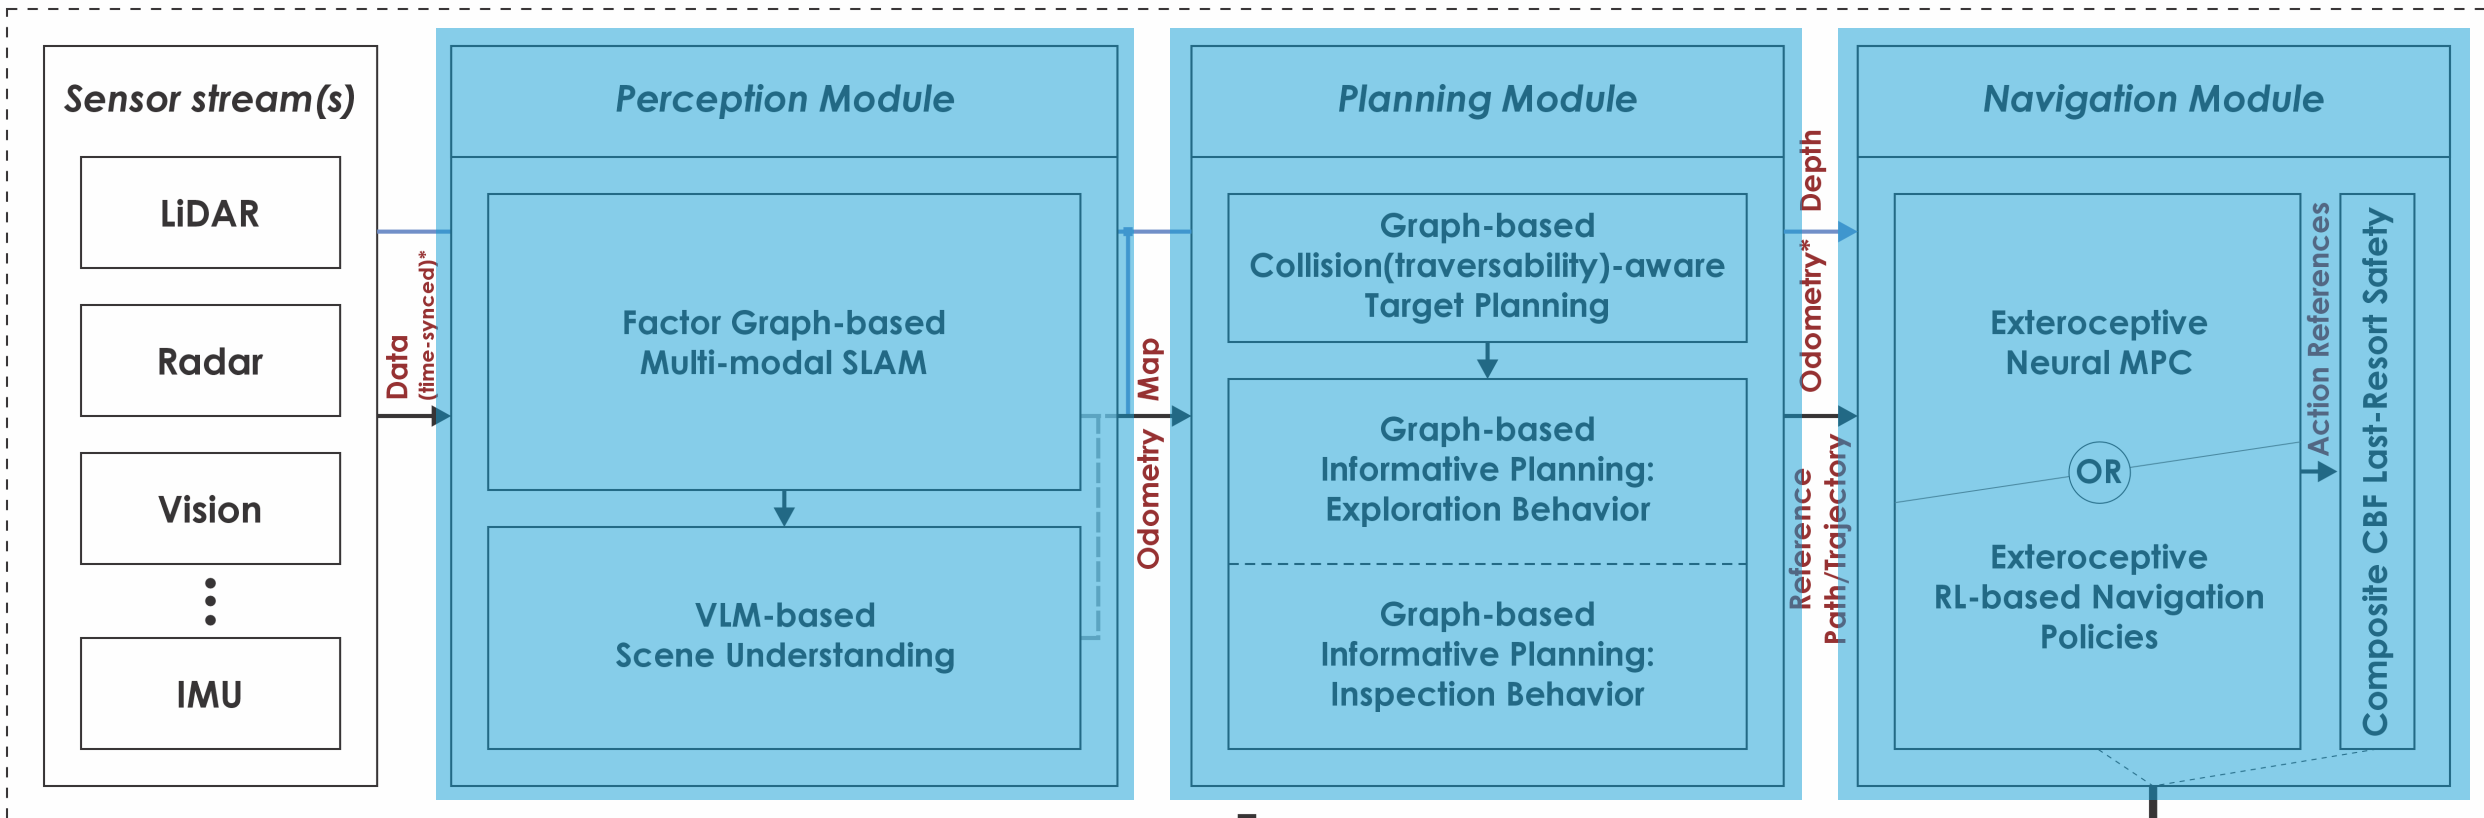 Sensor stream(s)
LiDAR
Radar
Vision
IMU
Data
(time-synced)*
Perception Module
Factor Graph-based
Multi-modal SLAM
VLM-based
Scene Understanding
Map
Odometry
Planning Module
Graph-based
Collision(traversability)-aware
Target Planning
Graph-based
Informative Planning:
Exploration Behavior
Graph-based
Informative Planning:
Inspection Behavior
Depth
Odometry*
Reference
Path/Trajectory
Navigation Module
Exteroceptive
Neural MPC
OR
Exteroceptive
RL-based Navigation
Policies
Action References
Composite CBF Last-Resort Safety